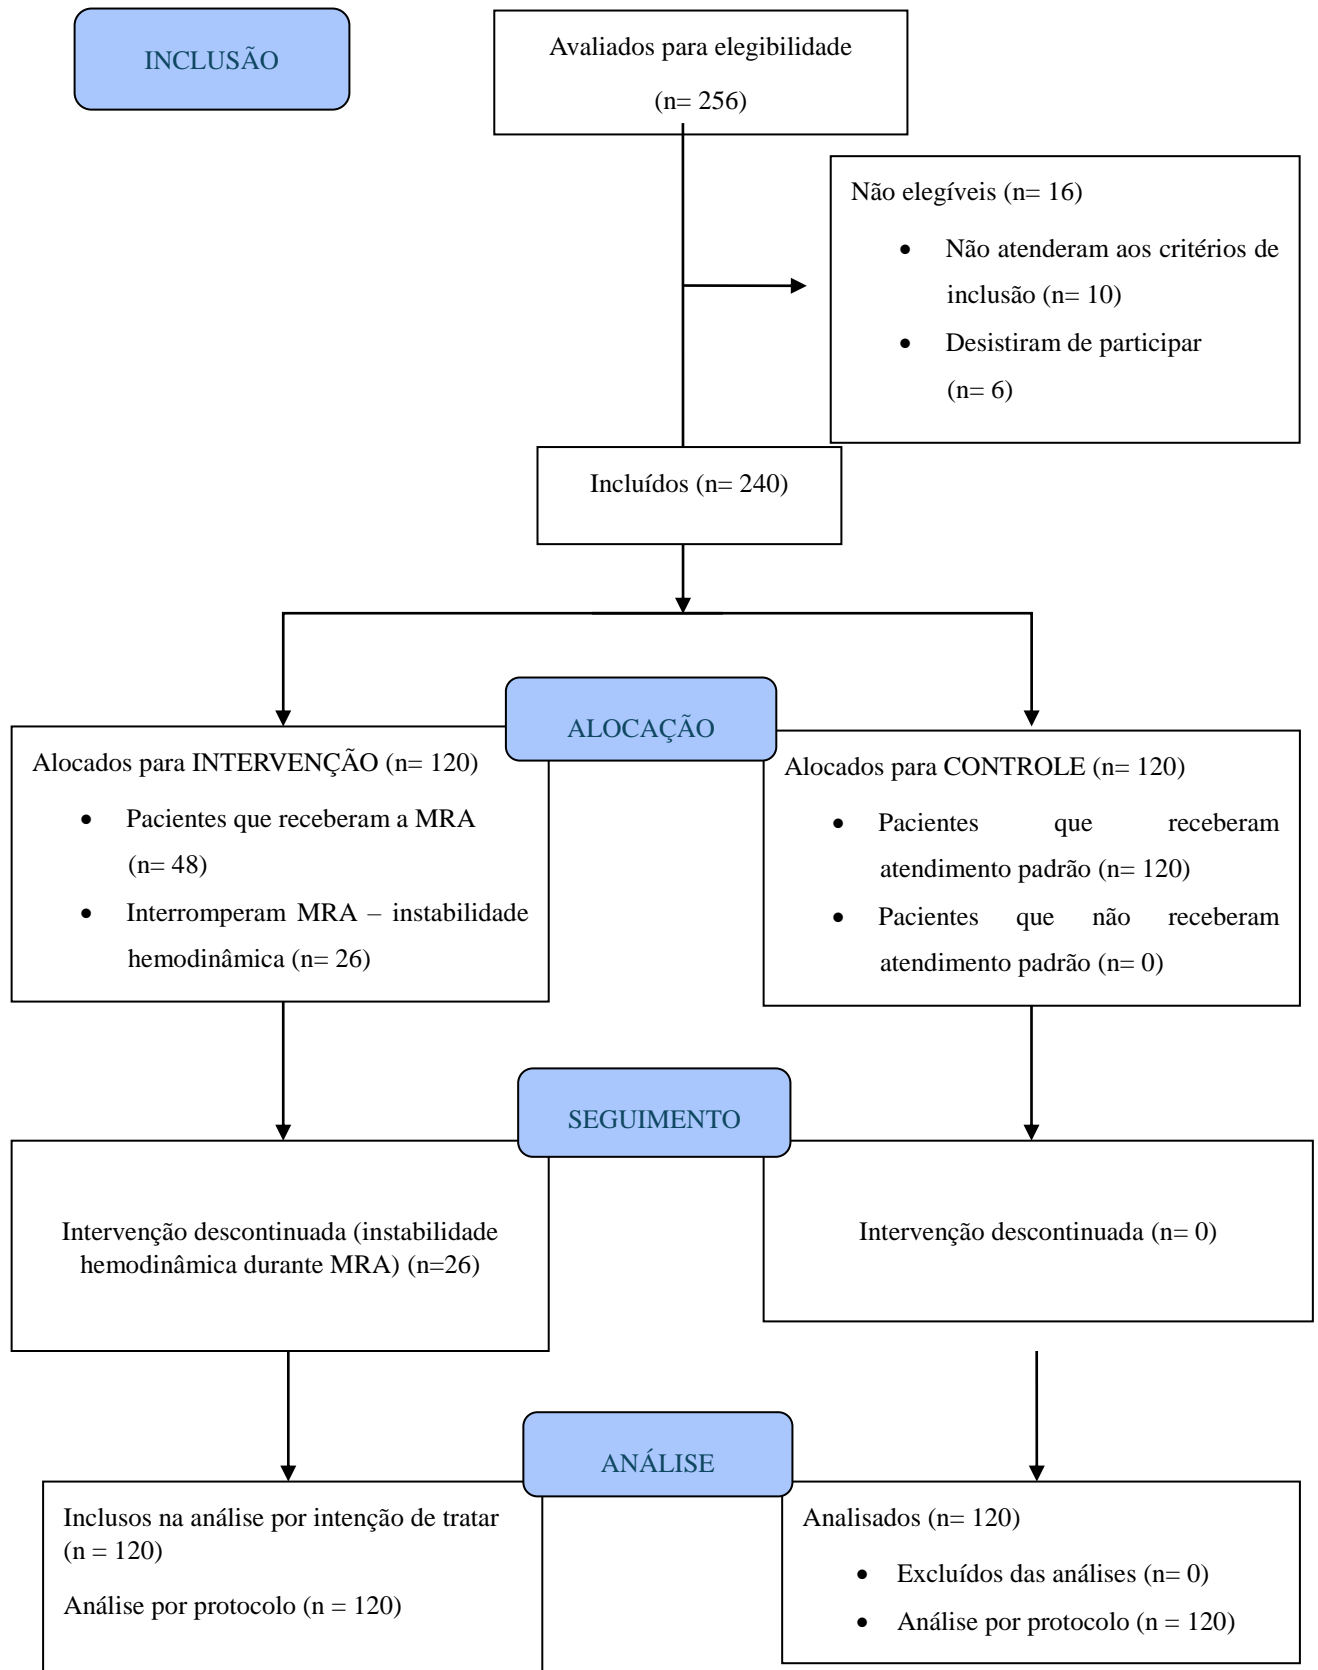 INCLUSÃO
Avaliados para elegibilidade
(n= 256)
Não elegíveis (n= 16)
• Não atenderam aos critérios de
inclusão (n= 10)
• Desistiram de participar
(n= 6)
Incluídos (n= 240)
ALOCAÇÃO
Alocados para INTERVENÇÃO (n= 120)
• Pacientes que receberam a MRA
(n= 48)
• Interromperam MRA – instabilidade
hemodinâmica (n= 26)
Alocados para CONTROLE (n= 120)
• Pacientes que receberam
atendimento padrão (n= 120)
• Pacientes que não receberam
atendimento padrão (n= 0)
SEGUIMENTO
Intervenção descontinuada (instabilidade
hemodinâmica durante MRA) (n=26)
Intervenção descontinuada (n= 0)
ANÁLISE
Inclusos na análise por intenção de tratar
(n = 120)
Análise por protocolo (n = 120)
Analisados (n= 120)
• Excluídos das análises (n= 0)
• Análise por protocolo (n = 120)